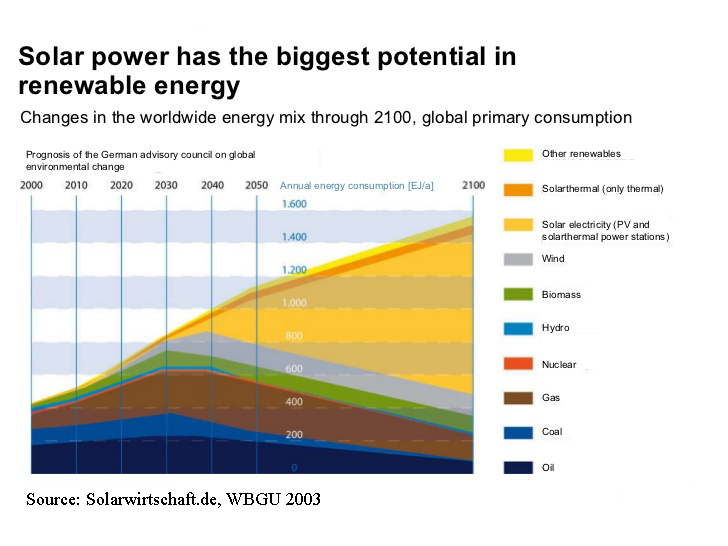 Solar power has the biggest potential in
renewable energy
Changes in the worldwide energy mix through 2100, global primary consumption
Prognosis of the German advisory council on global
environmental change
2000 2010 2020 2030 2040 2050 Annual energy consumption [EJ/a] 2100
1.600
1.400
1.200
1.000
800
600
400
200
0
Other renewables
Solarthermal (only thermal)
Solar electricity (PV and
solarthermal power stations)
Wind
Biomass
Hydro
Nuclear
Gas
Coal
Oil
Source: Solarwirtschaft.de, WBGU 2003